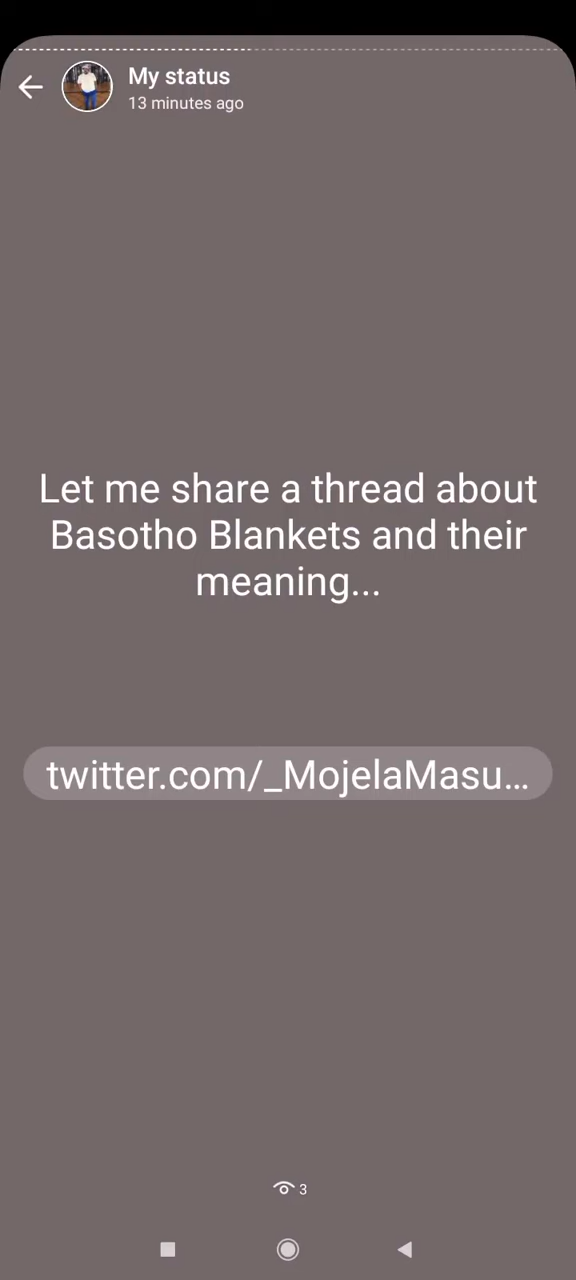 My status
13 minutes ago
Let me share a thread about
Basotho Blankets and their
meaning...
twitter.com/_MojelaMasu...
3